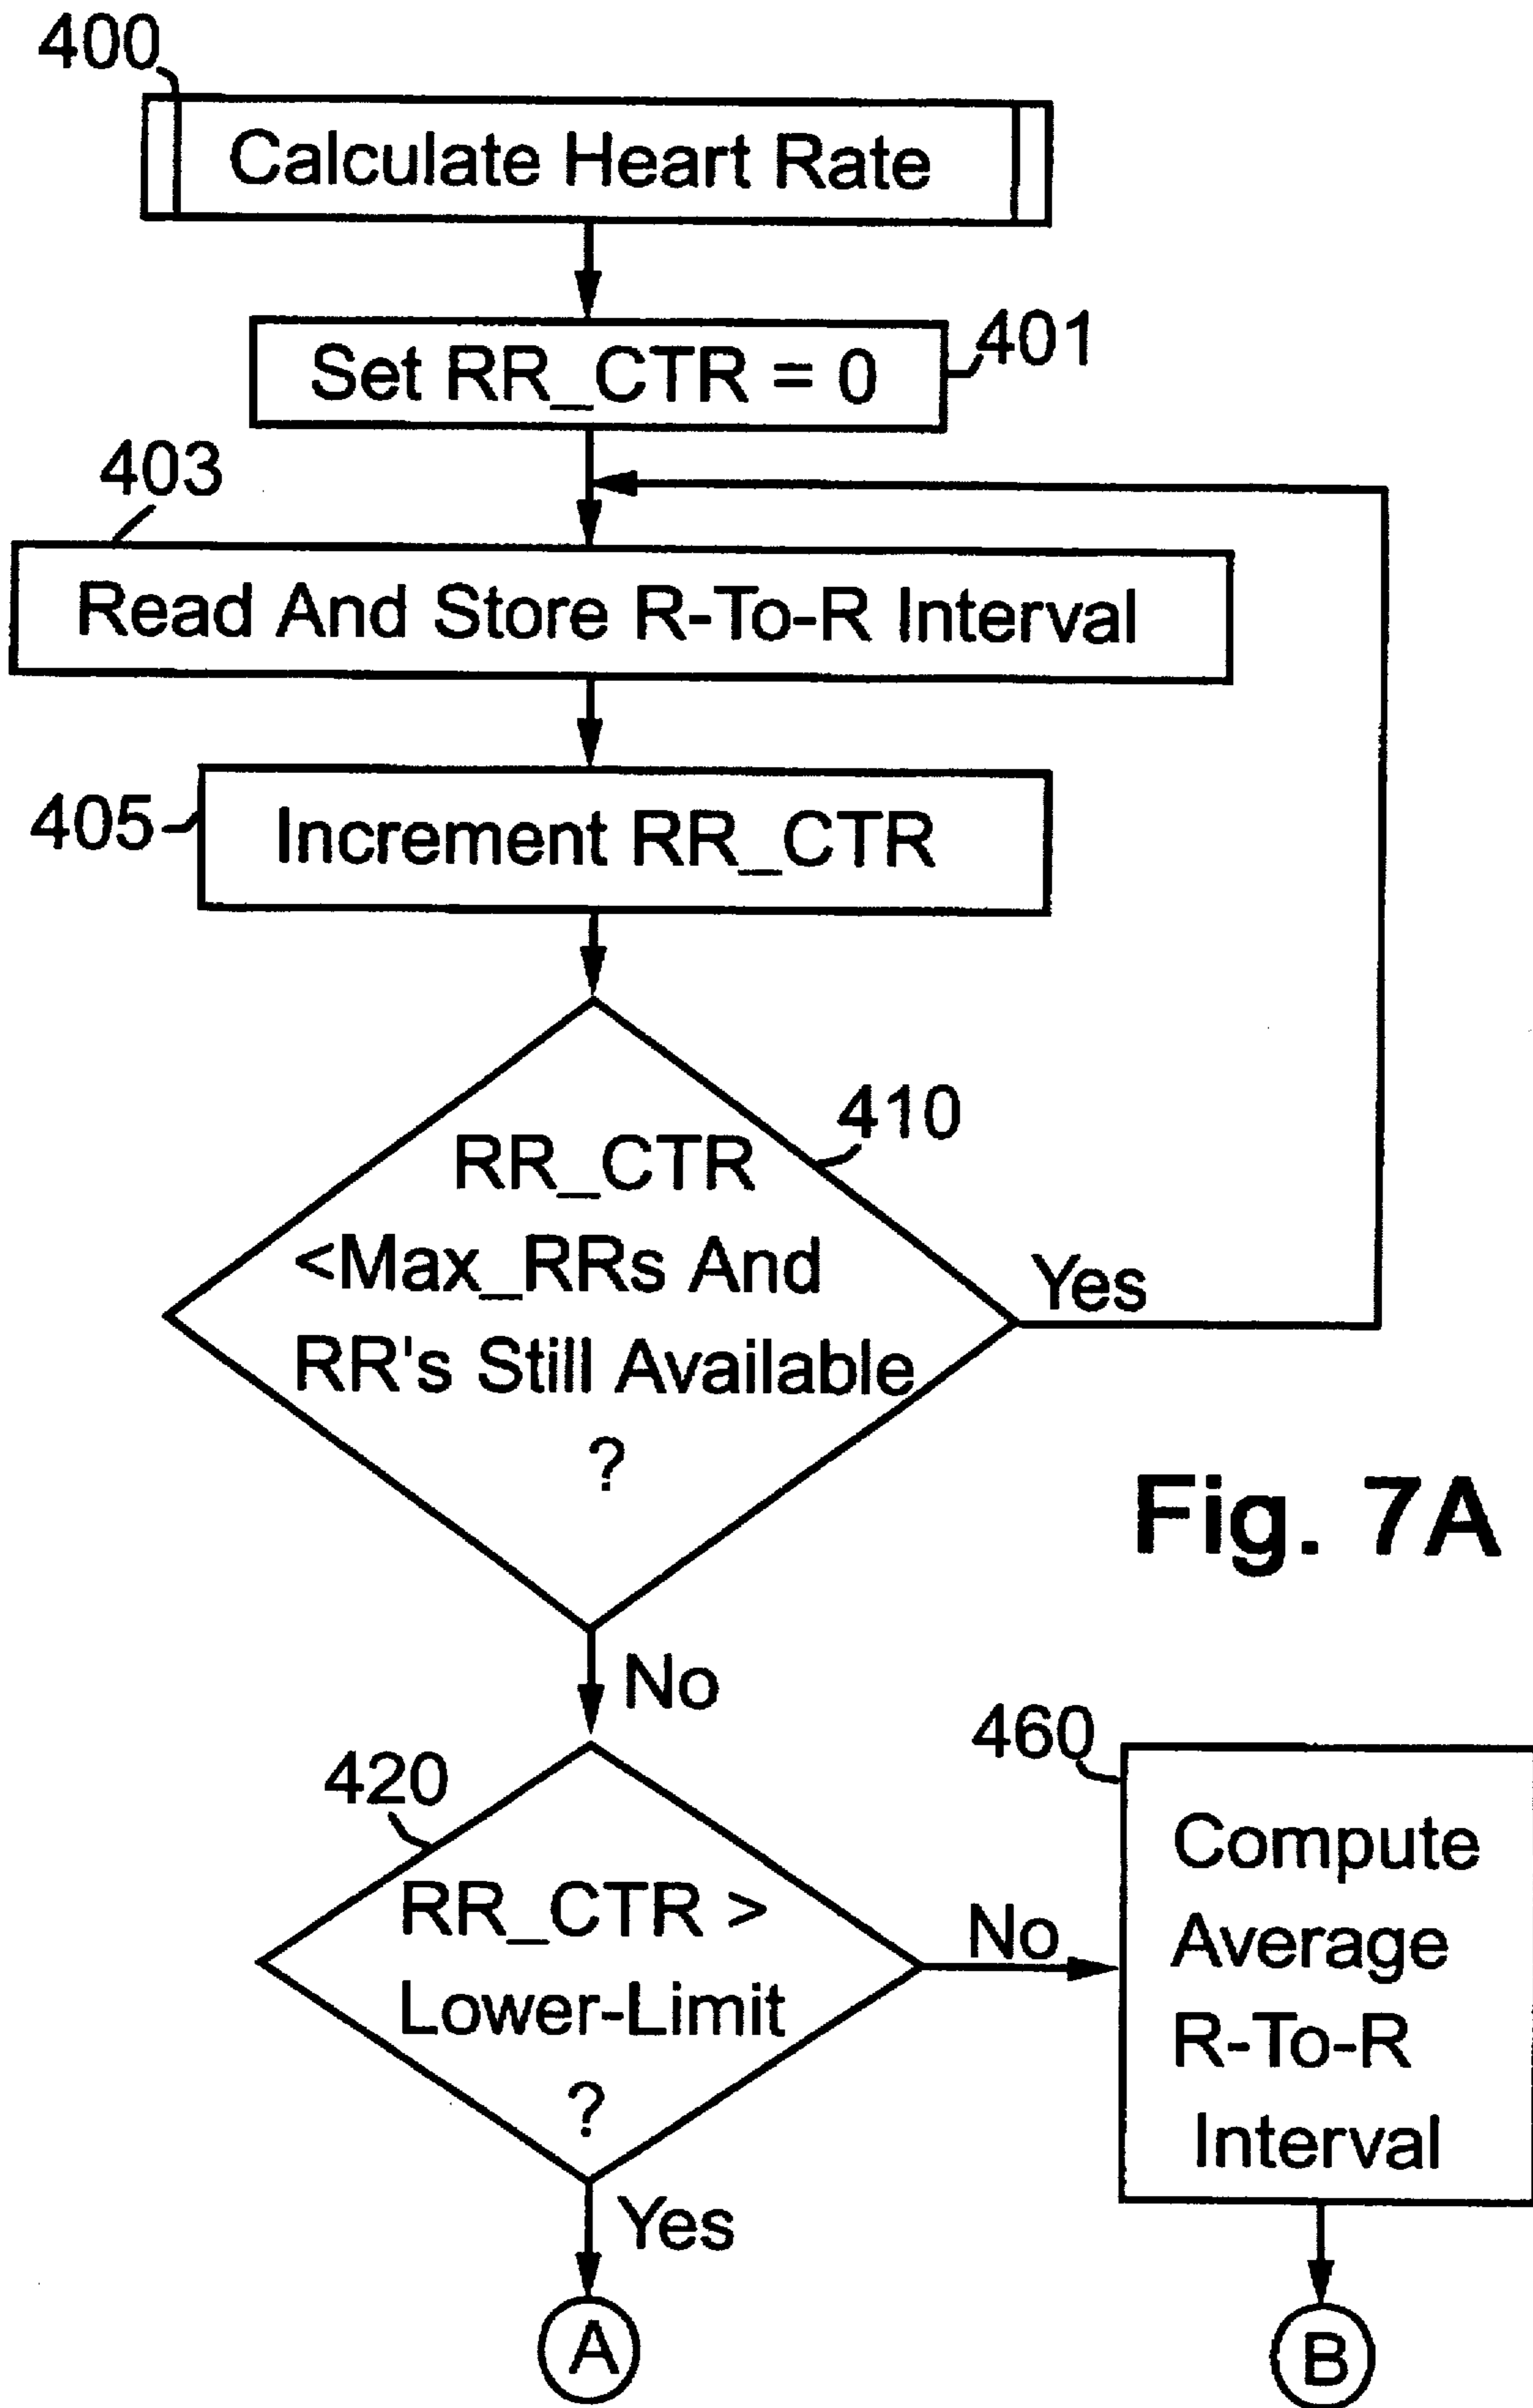 400
Calculate Heart Rate
Set RR_CTR = 0
401
403
Read And Store R-To-R Interval
405
Increment RR_CTR
410
RR_CTR
<Max_RRs And
RR's Still Available
?
Yes
Fig. 7A
No
420
RR_CTR >
Lower-Limit
?
No
460
Compute
Average
R-To-R
Interval
Yes
A
B